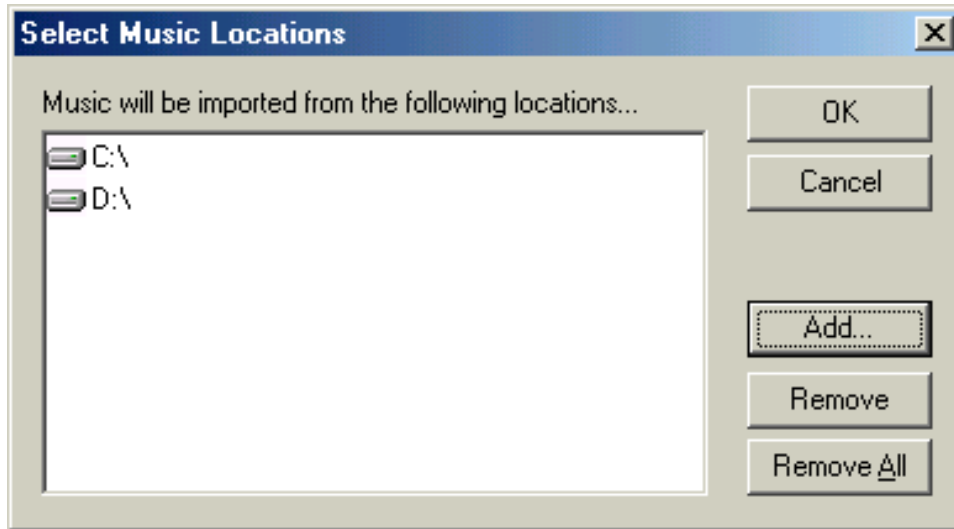 Select Music Locations
Music will be imported from the following locations...
C:\
D:\
OK
Cancel
Add...
Remove
Remove All